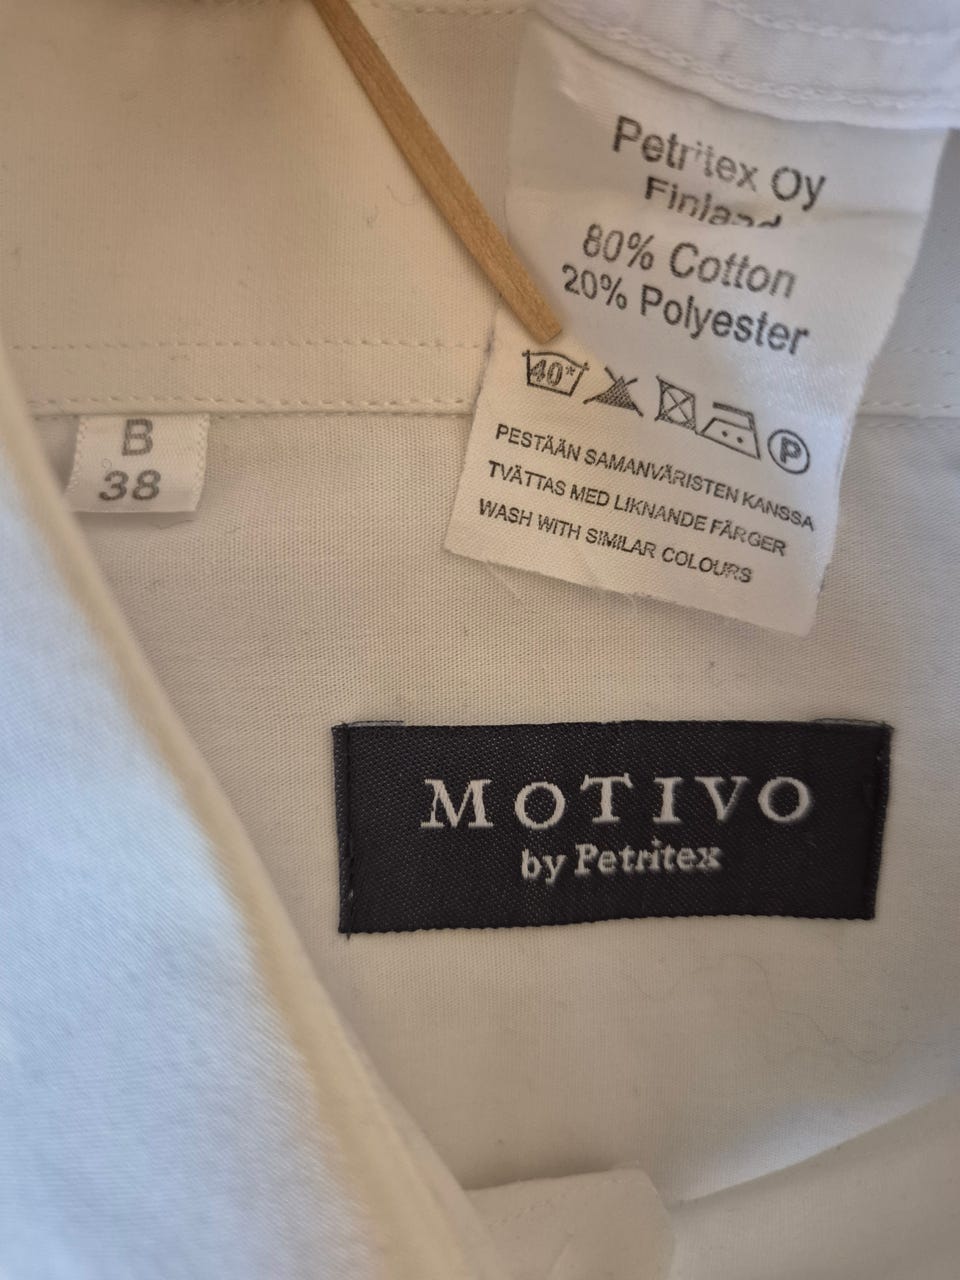 Petritex Oy
Finland
80% Cotton
20% Polyester
40° P
PESTÄÄN SAMANVÄRISTEN KANSSA
TVÄTTAS MED LIKNANDE FÄRGER
WASH WITH SIMILAR COLOURS
B
38
MOTIVO
by Petritex